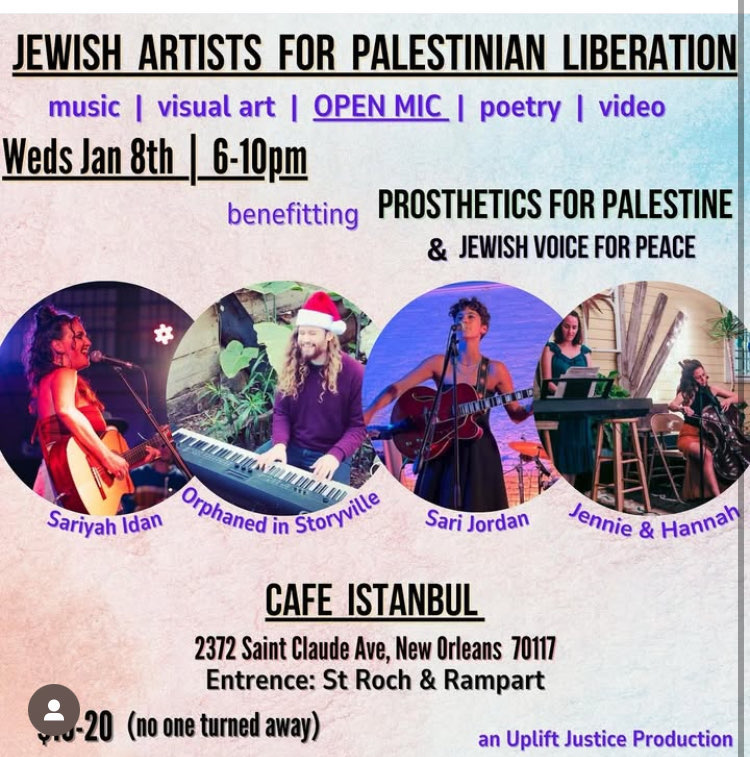 JEWISH ARTISTS FOR PALESTINIAN LIBERATION
music | visual art | OPEN MIC | poetry | video
Weds Jan 8th | 6-10pm
benefitting PROSTHETICS FOR PALESTINE
& JEWISH VOICE FOR PEACE
Sariyah Idan
Orphaned in Storyville
Sari Jordan
Jennie & Hannah
CAFE ISTANBUL
2372 Saint Claude Ave, New Orleans 70117
Entrence: St Roch & Rampart
-20 (no one turned away)
an Uplift Justice Production